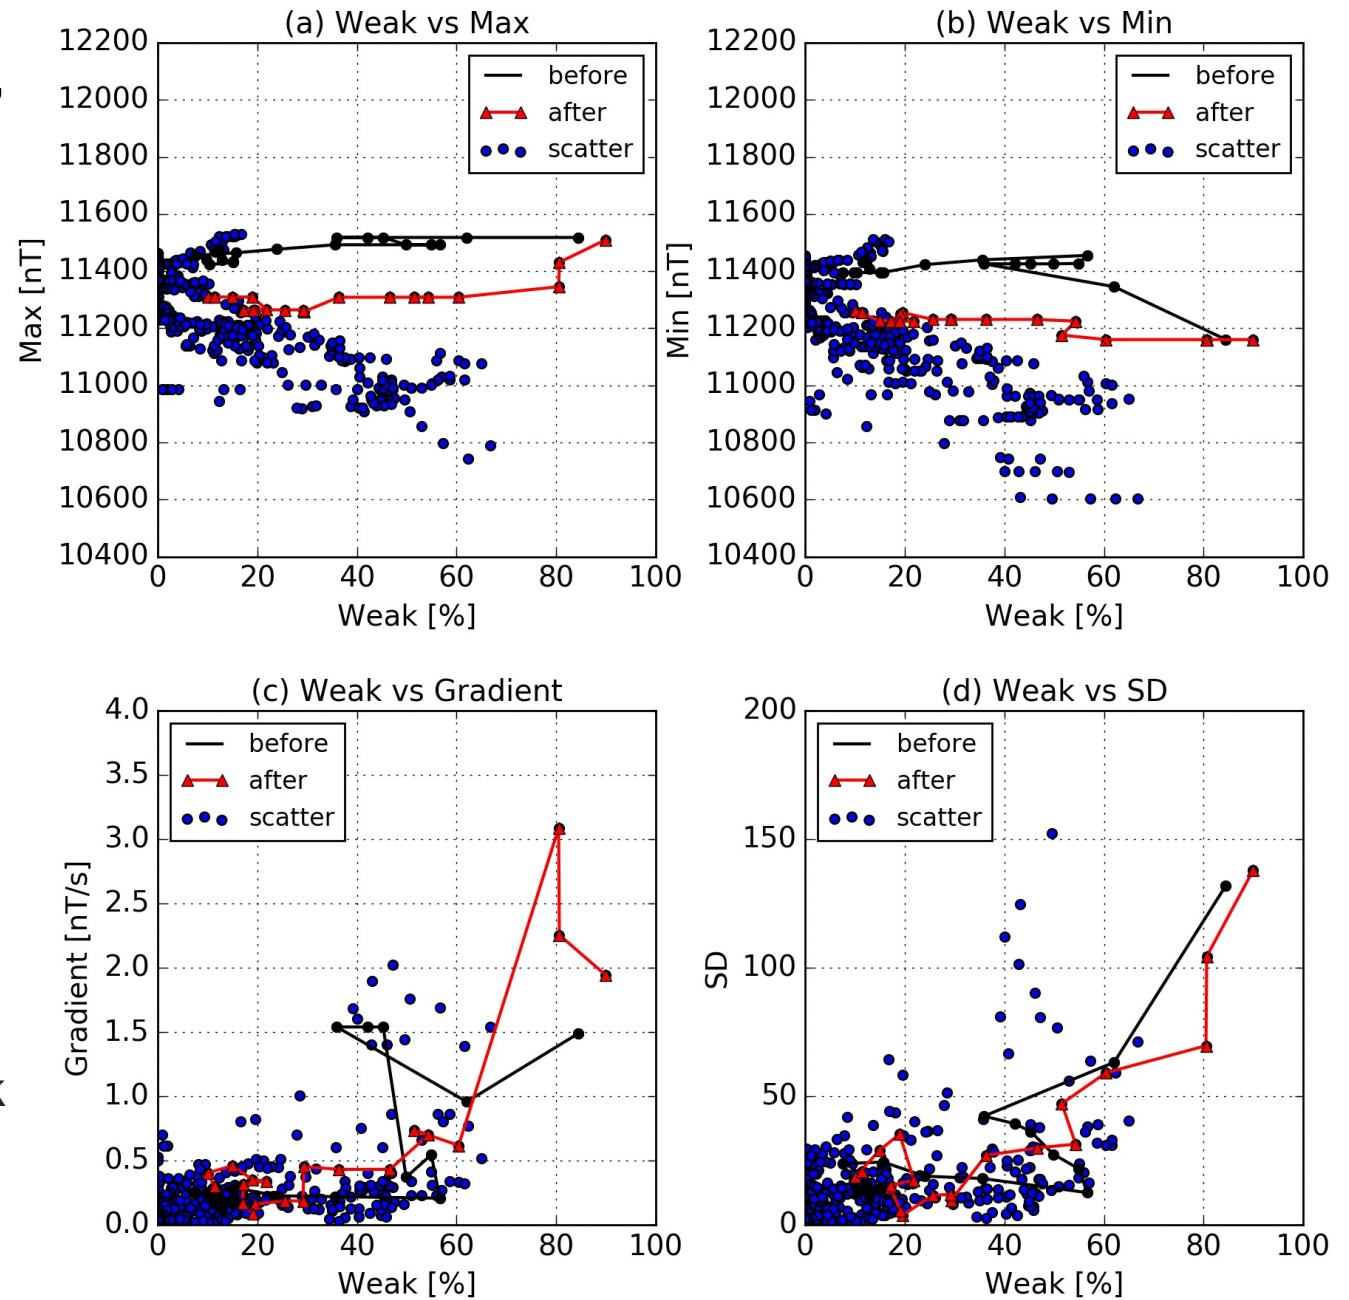 (a) Weak vs Max
12200
12000
11800
11600
11400
11200
11000
10800
10600
10400
Max [nT]
before
after
scatter
0 20 40 60 80 100
Weak [%]
(b) Weak vs Min
12200
12000
11800
11600
11400
11200
11000
10800
10600
10400
Min [nT]
before
after
scatter
0 20 40 60 80 100
Weak [%]
(c) Weak vs Gradient
4.0
3.5
3.0
2.5
2.0
1.5
1.0
0.5
0.0
Gradient [nT/s]
before
after
scatter
0 20 40 60 80 100
Weak [%]
(d) Weak vs SD
200
150
100
50
0
SD
before
after
scatter
0 20 40 60 80 100
Weak [%]